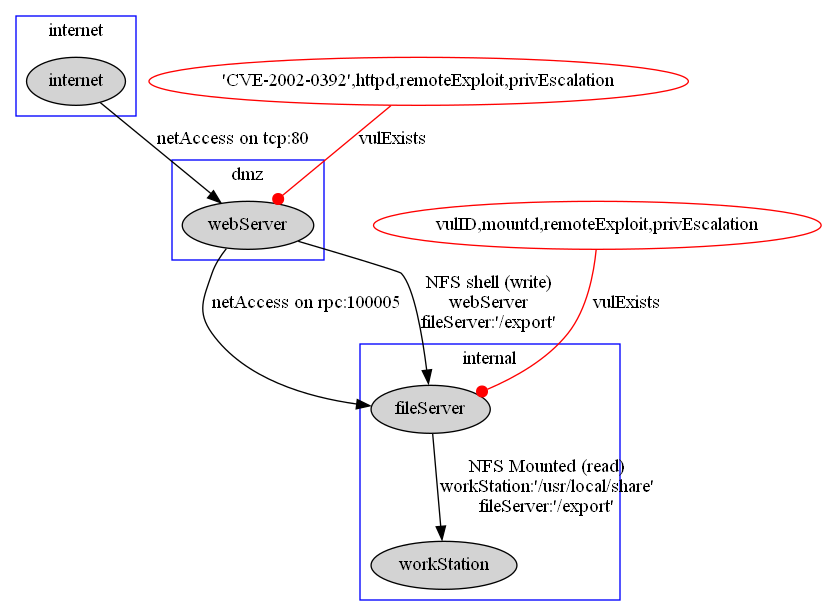 internet
internet
'CVE-2002-0392',httpd,remoteExploit,privEscalation
netAccess on tcp:80
vulExists
dmz
webServer
vulID,mountd,remoteExploit,privEscalation
netAccess on rpc:100005
NFS shell (write)
webServer
fileServer:'/export'
vulExists
internal
fileServer
NFS Mounted (read)
workStation:'/usr/local/share'
fileServer:'/export'
workStation